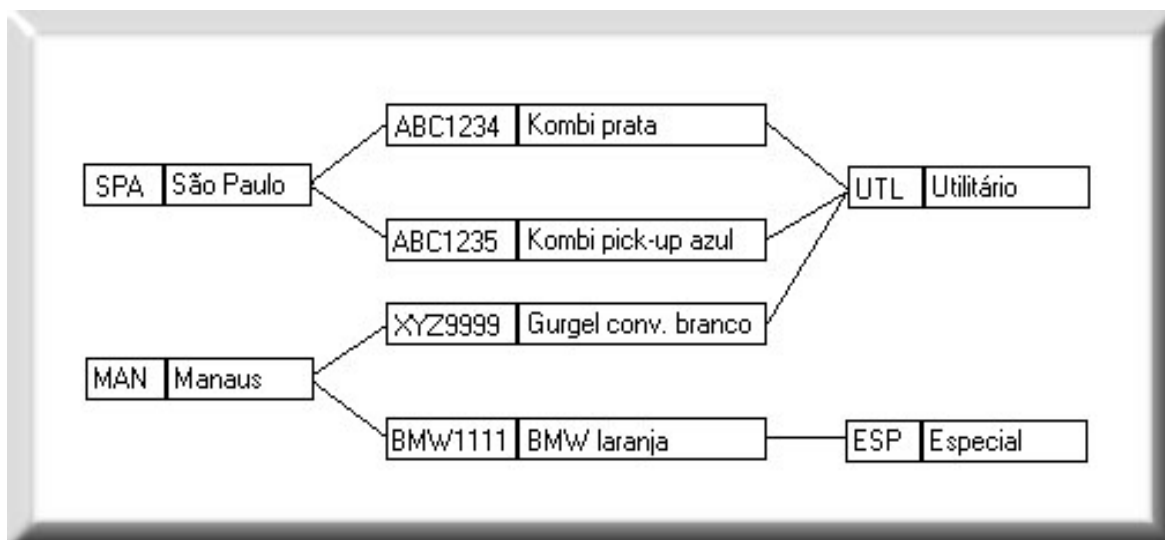 ABC1234 Kombi prata
SPA São Paulo
UTL Utilitário
ABC1235 Kombi pick-up azul
XYZ9999 Gurgel conv. branco
MAN Manaus
BMW1111 BMW laranja
ESP Especial